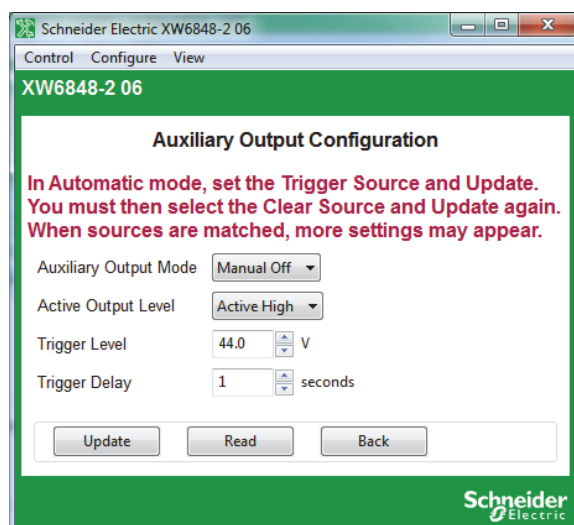 Schneider Electric XW6848-2 06
Control Configure View
XW6848-2 06
Auxiliary Output Configuration
In Automatic mode, set the Trigger Source and Update.
You must then select the Clear Source and Update again.
When sources are matched, more settings may appear.
Auxiliary Output Mode Manual Off
Active Output Level Active High
Trigger Level 44.0 V
Trigger Delay 1 seconds
Update Read Back
Schneider
Electric